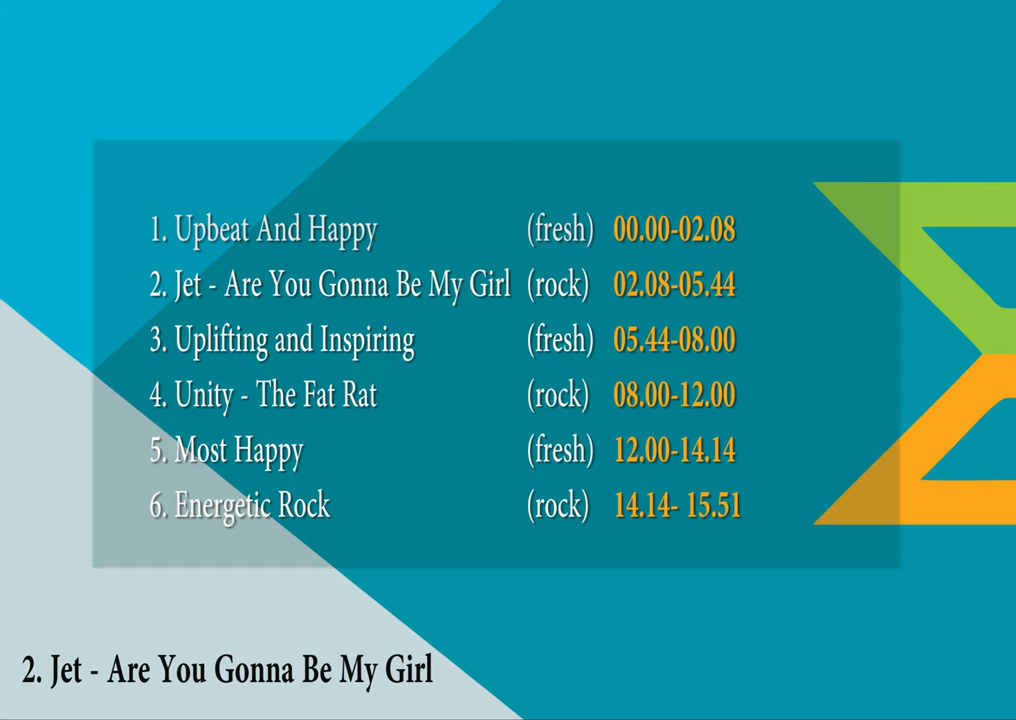 1. Upbeat And Happy (fresh) 00.00-02.08
2. Jet - Are You Gonna Be My Girl (rock) 02.08-05.44
3. Uplifting and Inspiring (fresh) 05.44-08.00
4. Unity - The Fat Rat (rock) 08.00-12.00
5. Most Happy (fresh) 12.00-14.14
6. Energetic Rock (rock) 14.14- 15.51
2. Jet - Are You Gonna Be My Girl